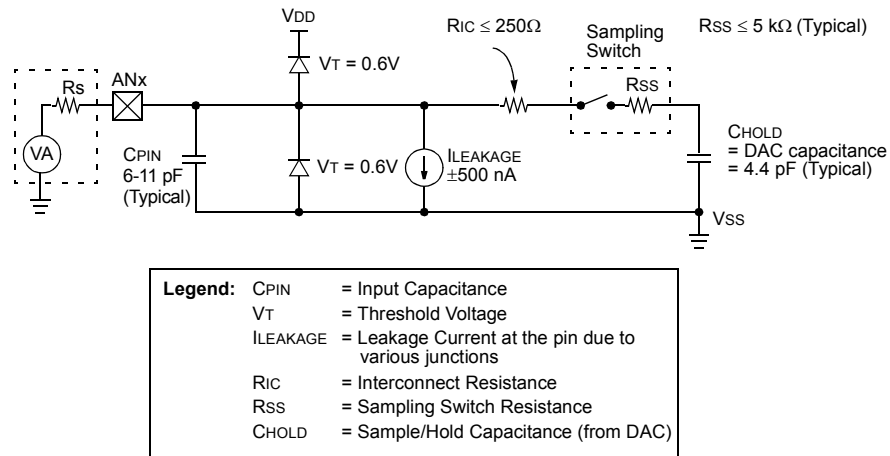 VDD
RIC ≤ 250Ω
Sampling
Switch
RSS ≤ 5 kΩ (Typical)
VT = 0.6V
Rs
ANx
RSS
VA
CPIN
6-11 pF
(Typical)
VT = 0.6V
ILEAKAGE
±500 nA
CHOLD
= DAC capacitance
= 4.4 pF (Typical)
VSS
Legend: CPIN = Input Capacitance
VT = Threshold Voltage
ILEAKAGE = Leakage Current at the pin due to
various junctions
RIC = Interconnect Resistance
RSS = Sampling Switch Resistance
CHOLD = Sample/Hold Capacitance (from DAC)